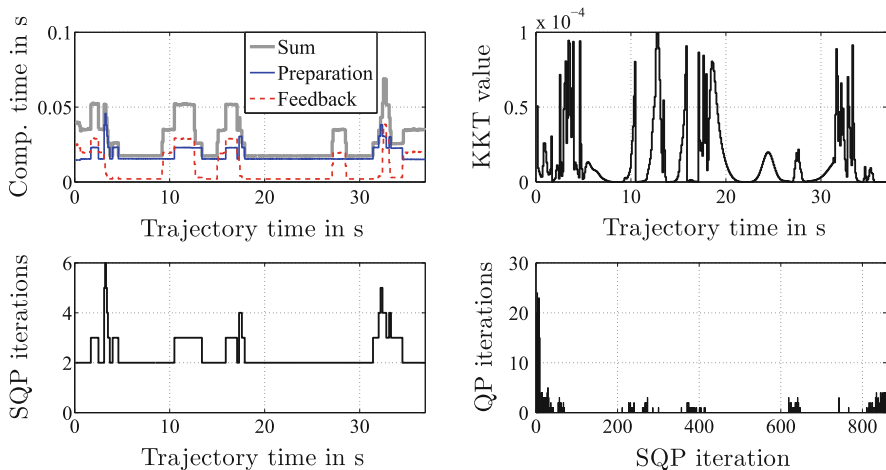 Comp. time in s
0.1
0.05
0
0 10 20 30
Trajectory time in s
Sum
Preparation
Feedback
KKT value
x 10⁻⁴
1
0.5
0
0 10 20 30
Trajectory time in s
SQP iterations
6
4
2
0
0 10 20 30
Trajectory time in s
QP iterations
30
20
10
0
0 200 400 600 800
SQP iteration